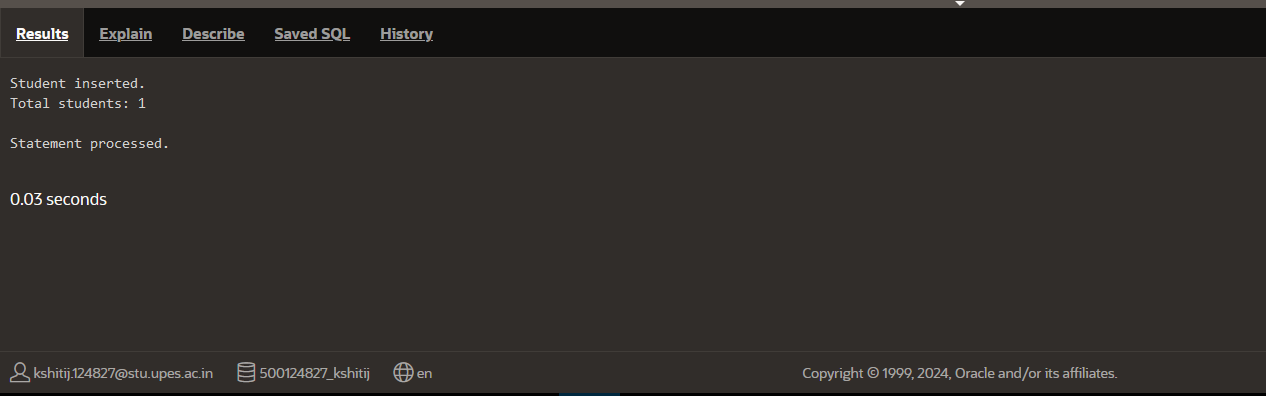 Results Explain Describe Saved SQL History
Student inserted.
Total students: 1
Statement processed.
0.03 seconds
kshitij.124827@stu.upes.ac.in 500124827_kshitij en Copyright © 1999, 2024, Oracle and/or its affiliates.